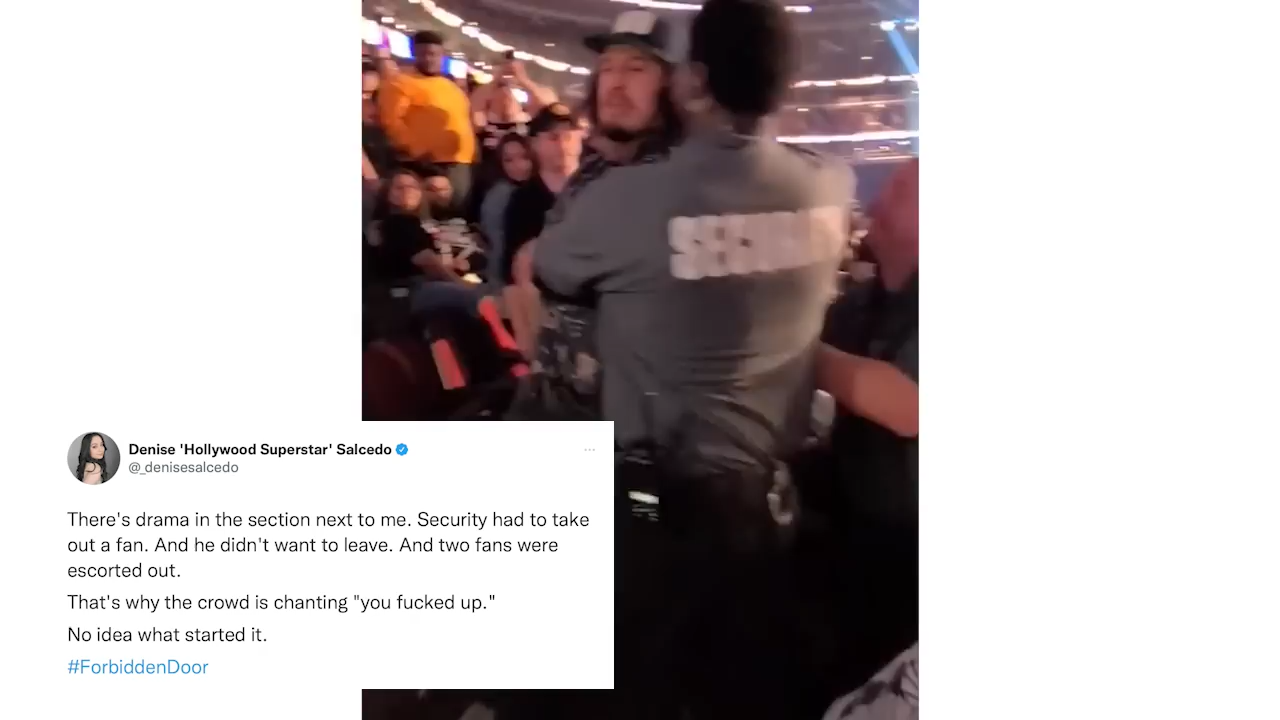 SECURITY
Denise 'Hollywood Superstar' Salcedo
@_denisesalcedo
There's drama in the section next to me. Security had to take
out a fan. And he didn't want to leave. And two fans were
escorted out.
That's why the crowd is chanting "you fucked up."
No idea what started it.
#ForbiddenDoor